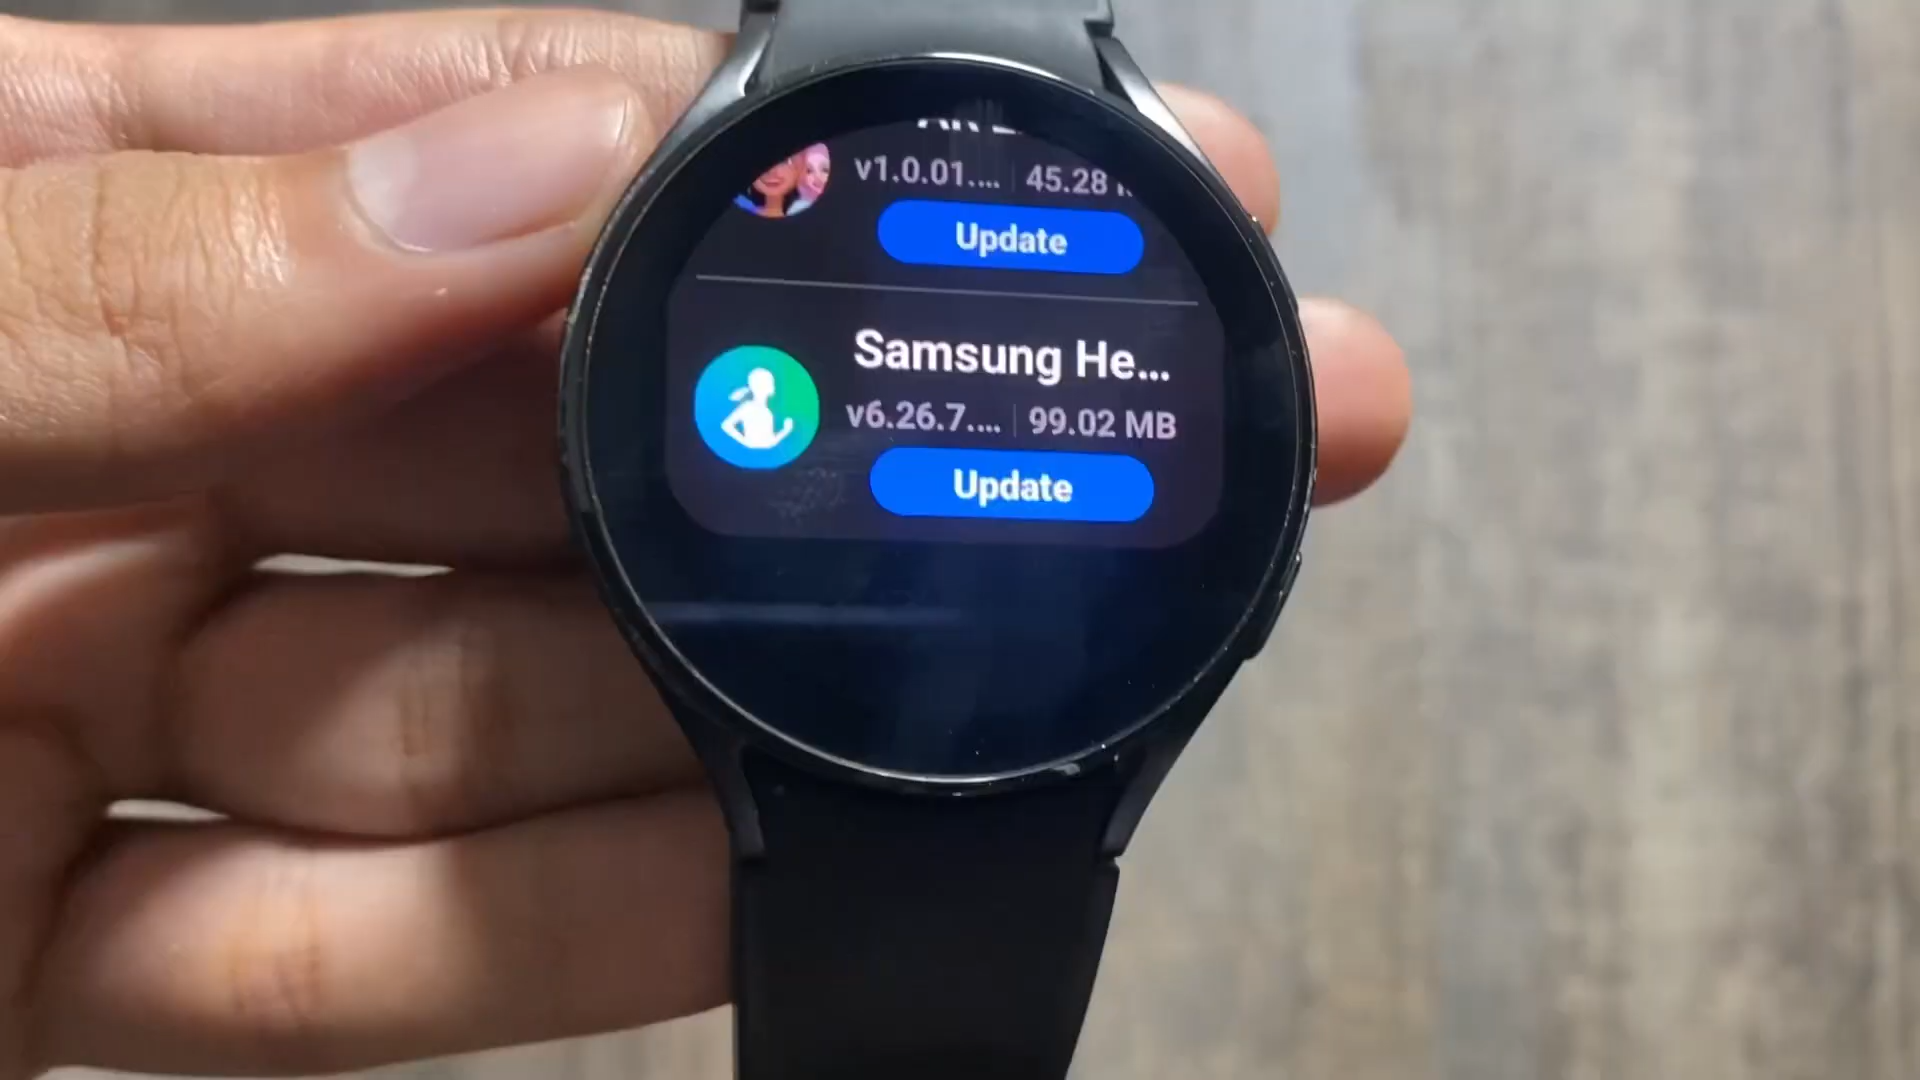 v1.0.01.... 45.28
Update
Samsung He...
v6.26.7.... 99.02 MB
Update